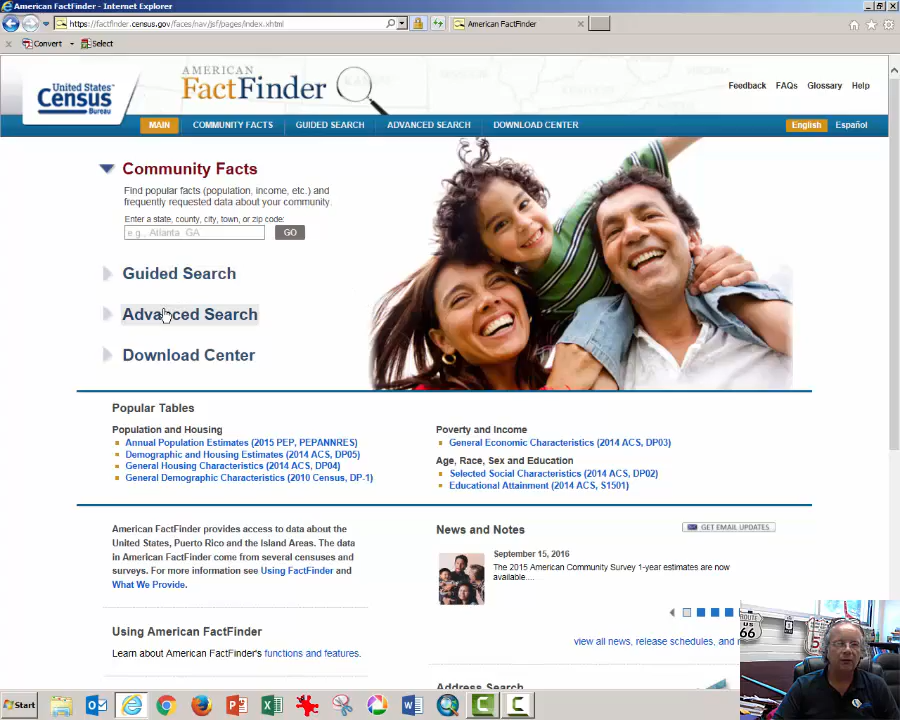 American FactFinder - Internet Explorer
https://factfinder.census.gov/faces/nav/jsf/pages/index.xhtml
American FactFinder
Convert
Select
United States
Census
Bureau
AMERICAN
FactFinder
Feedback FAQs Glossary Help
MAIN COMMUNITY FACTS GUIDED SEARCH ADVANCED SEARCH DOWNLOAD CENTER English Español
Community Facts
Find popular facts (population, income, etc.) and
frequently requested data about your community.
Enter a state, county, city, town, or zip code:
e.g., Atlanta GA
GO
Guided Search
Advanced Search
Download Center
Popular Tables
Population and Housing
Annual Population Estimates (2015 PEP, PEPANNRES)
Demographic and Housing Estimates (2014 ACS, DP05)
General Housing Characteristics (2014 ACS, DP04)
General Demographic Characteristics (2010 Census, DP-1)
Poverty and Income
General Economic Characteristics (2014 ACS, DP03)
Age, Race, Sex and Education
Selected Social Characteristics (2014 ACS, DP02)
Educational Attainment (2014 ACS, S1501)
American FactFinder provides access to data about the
United States, Puerto Rico and the Island Areas. The data
in American FactFinder come from several censuses and
surveys. For more information see Using FactFinder and
What We Provide.
News and Notes
GET EMAIL UPDATES
September 15, 2016
The 2015 American Community Survey 1-year estimates are now
available....
view all news, release schedules, and
Using American FactFinder
Learn about American FactFinder's functions and features.
Address Search
ROUTE
US
66
Start